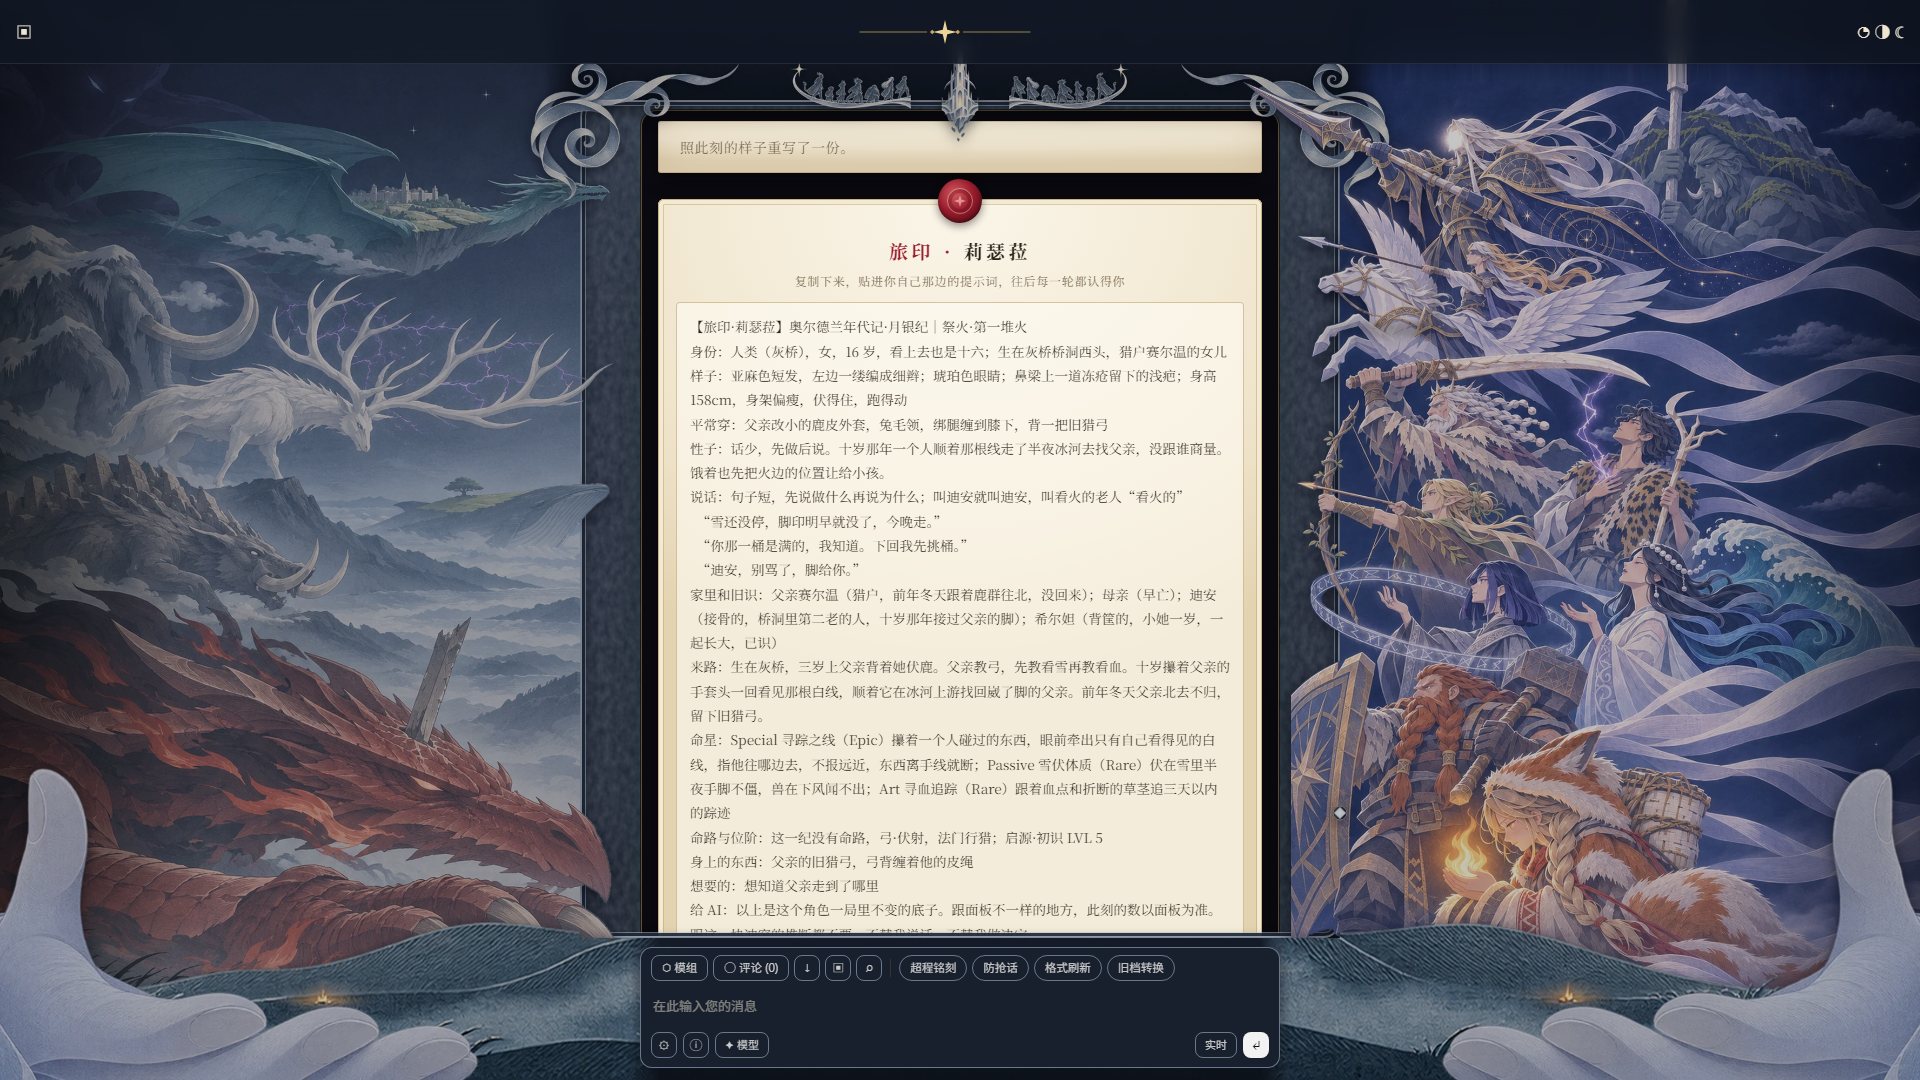 照此刻的样子重写了一份。
旅印 · 莉瑟菈
复制下来，贴进你自己那边的提示词，往后每一轮都认得你
【旅印·莉瑟菈】奥尔德兰年代记·月银纪｜祭火·第一堆火
身份：人类（灰桥），女，16 岁，看上去也是十六；生在灰桥桥洞西头，猎户赛尔温的女儿
样子：亚麻色短发，左边一缕编成细辫；琥珀色眼睛；鼻梁上一道冻疮留下的浅疤；身高
158cm，身架偏瘦，伏得住，跑得动
平常穿：父亲改小的鹿皮外套，兔毛领，绑腿缠到膝下，背一把旧猎弓
性子：话少，先做后说。十岁那年一个人顺着那根线走了半夜冰河去找父亲，没跟谁商量。
饿着也先把火边的位置让给小孩。
说话：句子短，先说做什么再说为什么；叫迪安就叫迪安，叫看火的老人“看火的”
“雪还没停，脚印明早就没了，今晚走。”
“你那一桶是满的，我知道。下回我先挑桶。”
“迪安，别骂了，脚给你。”
家里和旧识：父亲赛尔温（猎户，前年冬天跟着鹿群往北，没回来）；母亲（早亡）；迪安
（接骨的，桥洞里第二老的人，十岁那年接过父亲的脚）；希尔妲（背筐的，小她一岁，一
起长大，已识）
来路：生在灰桥，三岁上父亲背着她伏鹿。父亲教弓，先教看雪再教看血。十岁攥着父亲的
手套头一回看见那根白线，顺着它在冰河上游找回崴了脚的父亲。前年冬天父亲北去不归，
留下旧猎弓。
命星：Special 寻踪之线（Epic）攥着一个人碰过的东西，眼前牵出只有自己看得见的白
线，指他往哪边去，不报远近，东西离手线就断；Passive 雪伏体质（Rare）伏在雪里半
夜手脚不僵，兽在下风闻不出；Art 寻血追踪（Rare）跟着血点和折断的草茎追三天以内
的踪迹
命路与位阶：这一纪没有命路，弓·伏射，法门行猎；启源·初识 LVL 5
身上的东西：父亲的旧猎弓，弓背缠着他的皮绳
想要的：想知道父亲走到了哪里
给 AI：以上是这个角色一局里不变的底子。跟面板不一样的地方，此刻的数以面板为准。
模组 评论 (0) 超程铭刻 防抢话 格式刷新 旧档转换
在此输入您的消息
模型 实时